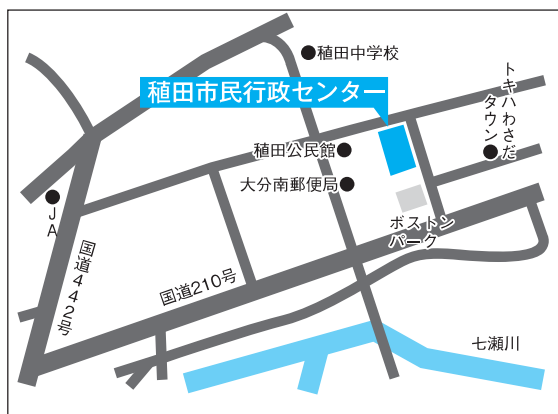 稙田中学校
稙田市民行政センター
トキハわさだ
タウン
稙田公民館
大分南郵便局
JA
ボストン
パーク
国道442号
国道210号
七瀬川